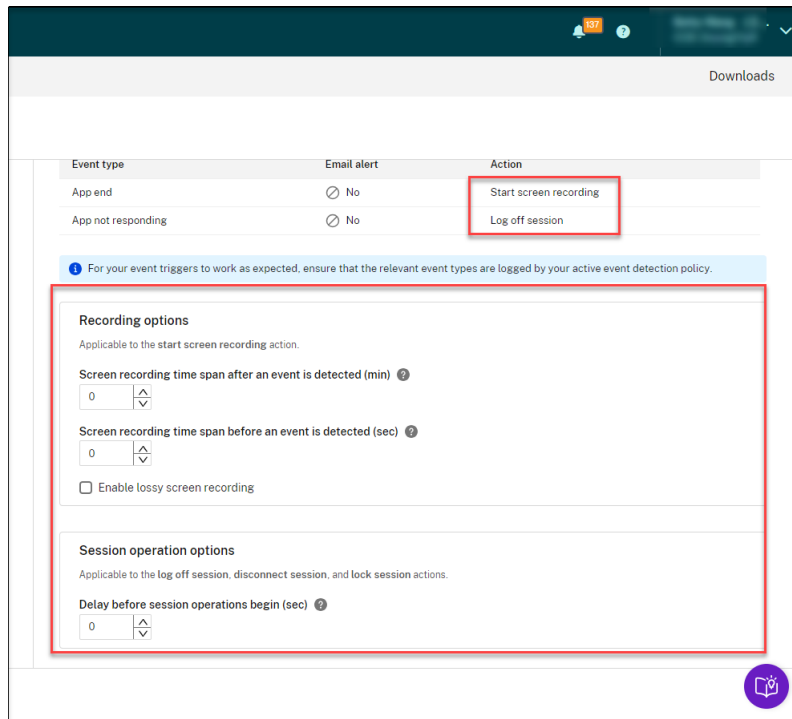 137
?
Downloads
Event type Email alert Action
App end No Start screen recording
App not responding No Log off session
For your event triggers to work as expected, ensure that the relevant event types are logged by your active event detection policy.
Recording options
Applicable to the start screen recording action.
Screen recording time span after an event is detected (min) ?
0
Screen recording time span before an event is detected (sec) ?
0
Enable lossy screen recording
Session operation options
Applicable to the log off session, disconnect session, and lock session actions.
Delay before session operations begin (sec) ?
0